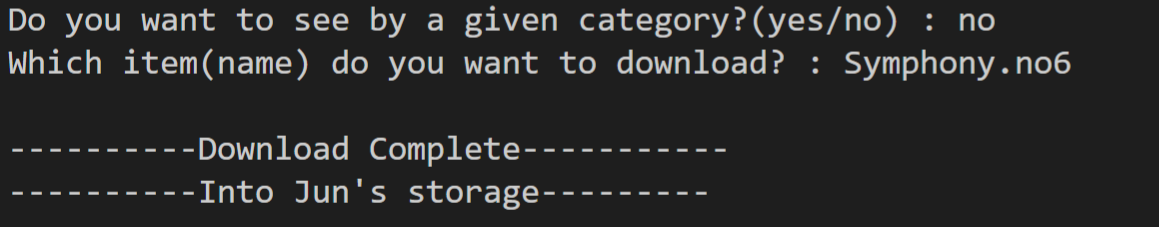 Do you want to see by a given category?(yes/no) : no
Which item(name) do you want to download? : Symphony.no6
----------Download Complete-----------
----------Into Jun's storage---------